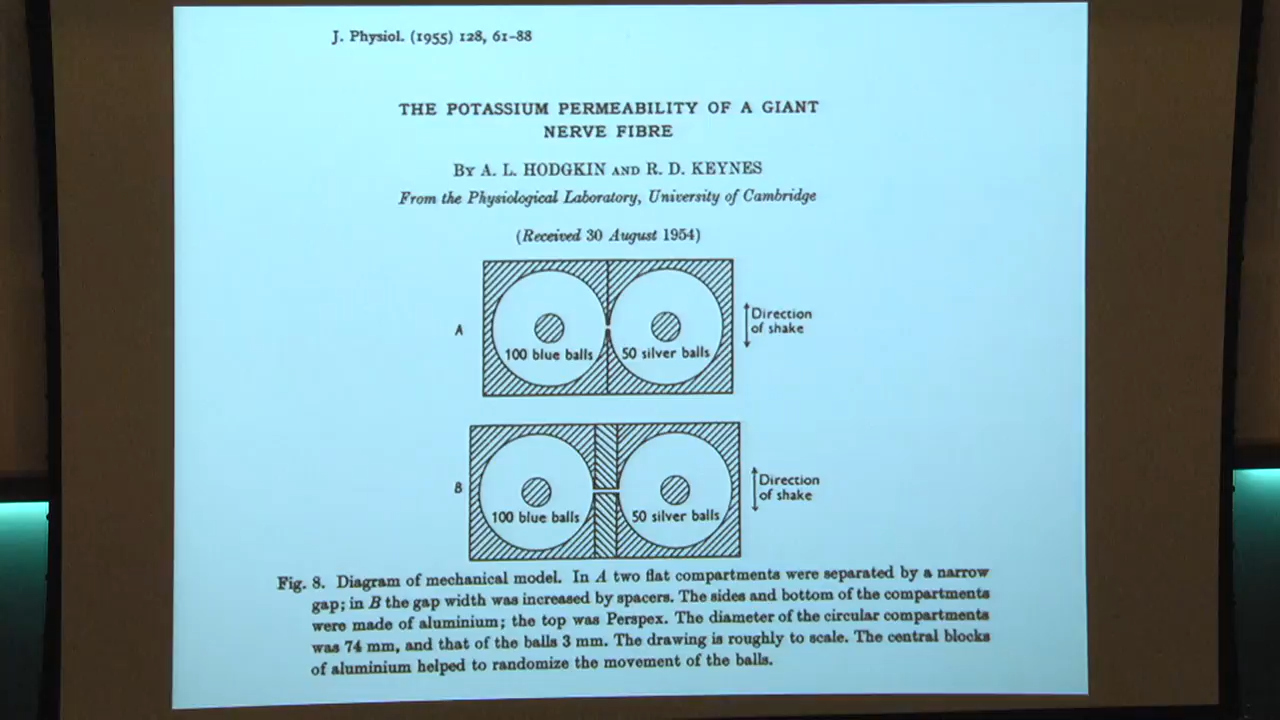 J. Physiol. (1955) 128, 61–88
THE POTASSIUM PERMEABILITY OF A GIANT
NERVE FIBRE
BY A. L. HODGKIN AND R. D. KEYNES
From the Physiological Laboratory, University of Cambridge
(Received 30 August 1954)
A
100 blue balls
50 silver balls
Direction
of shake
B
100 blue balls
50 silver balls
Direction
of shake
Fig. 8. Diagram of mechanical model. In A two flat compartments were separated by a narrow
gap; in B the gap width was increased by spacers. The sides and bottom of the compartments
were made of aluminium; the top was Perspex. The diameter of the circular compartments
was 74 mm, and that of the balls 3 mm. The drawing is roughly to scale. The central blocks
of aluminium helped to randomize the movement of the balls.